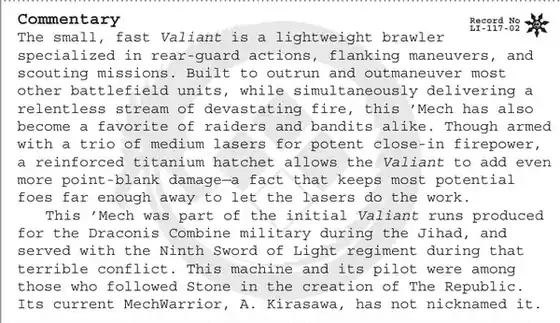 Commentary
Record No
LI-117-02
The small, fast Valiant is a lightweight brawler
specialized in rear-guard actions, flanking maneuvers, and
scouting missions. Built to outrun and outmaneuver most
other battlefield units, while simultaneously delivering a
relentless stream of devastating fire, this ’Mech has also
become a favorite of raiders and bandits alike. Though armed
with a trio of medium lasers for potent close-in firepower,
a reinforced titanium hatchet allows the Valiant to add even
more point-blank damage—a fact that keeps most potential
foes far enough away to let the lasers do the work.
This ’Mech was part of the initial Valiant runs produced
for the Draconis Combine military during the Jihad, and
served with the Ninth Sword of Light regiment during that
terrible conflict. This machine and its pilot were among
those who followed Stone in the creation of The Republic.
Its current MechWarrior, A. Kirasawa, has not nicknamed it.